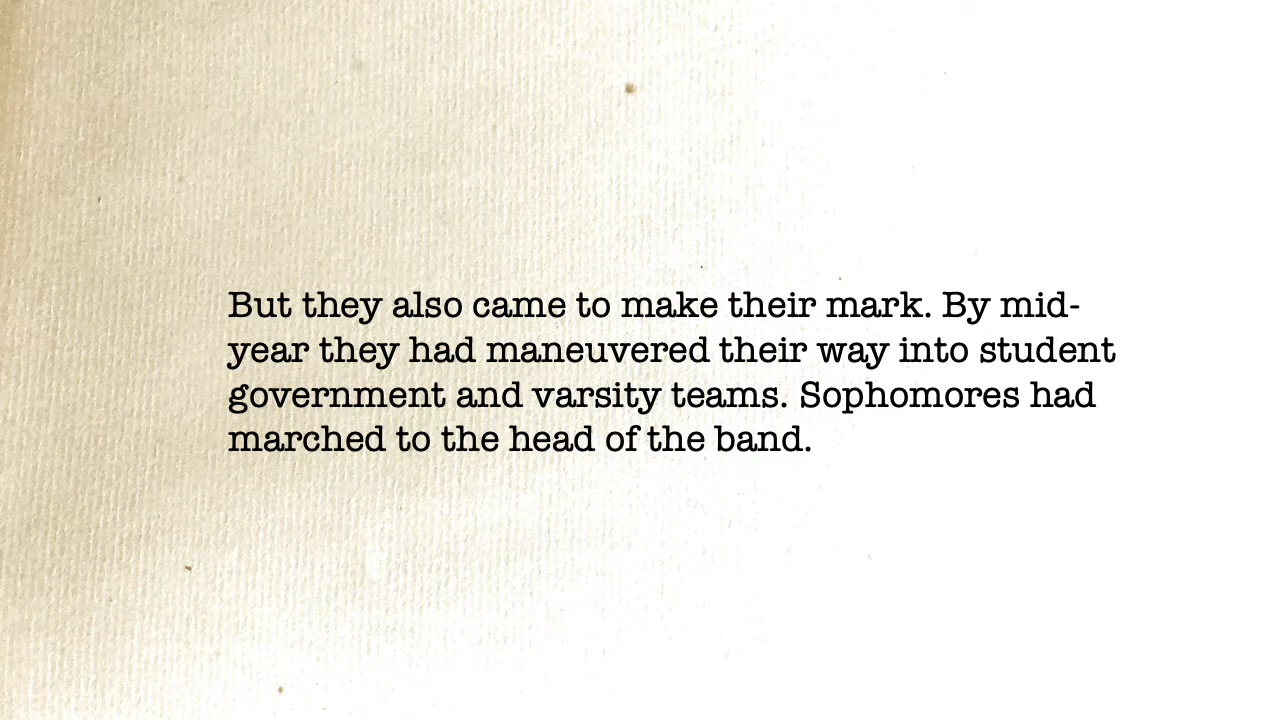 But they also came to make their mark. By mid-
year they had maneuvered their way into student
government and varsity teams. Sophomores had
marched to the head of the band.